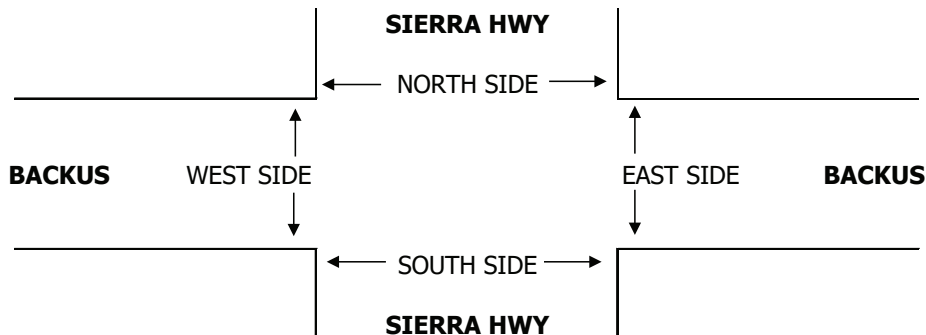 SIERRA HWY
NORTH SIDE
BACKUS WEST SIDE EAST SIDE BACKUS
SOUTH SIDE
SIERRA HWY